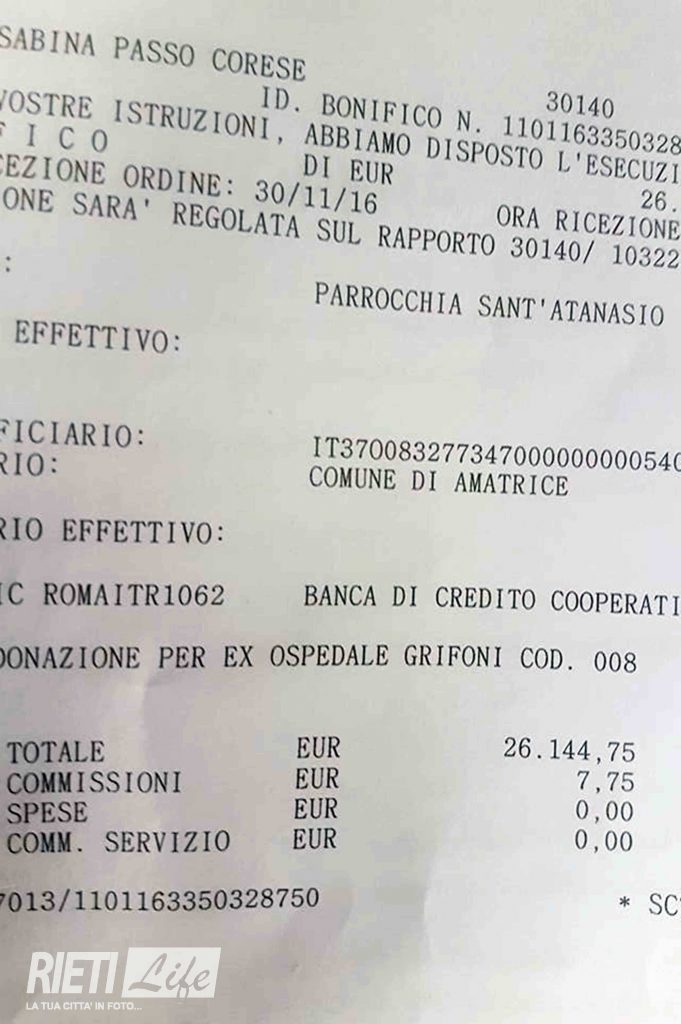 SABINA PASSO CORESE
30140
ID. BONIFICO N. 1101163350328
VOSTRE ISTRUZIONI, ABBIAMO DISPOSTO L'ESECUZI
F I C O
DI EUR
26.
CEZIONE ORDINE: 30/11/16
ORA RICEZIONE
ONE SARA' REGOLATA SUL RAPPORTO 30140/ 10322
:
PARROCCHIA SANT'ATANASIO
EFFETTIVO:
FICIARIO:
IT37O0832773470000000000540
RIO:
COMUNE DI AMATRICE
RIO EFFETTIVO:
IC ROMAITR1062 BANCA DI CREDITO COOPERATI
DONAZIONE PER EX OSPEDALE GRIFONI COD. 008
TOTALE EUR 26.144,75
COMMISSIONI EUR 7,75
SPESE EUR 0,00
COMM. SERVIZIO EUR 0,00
7013/1101163350328750
* SC
RIETI Life
LA TUA CITTA' IN FOTO...